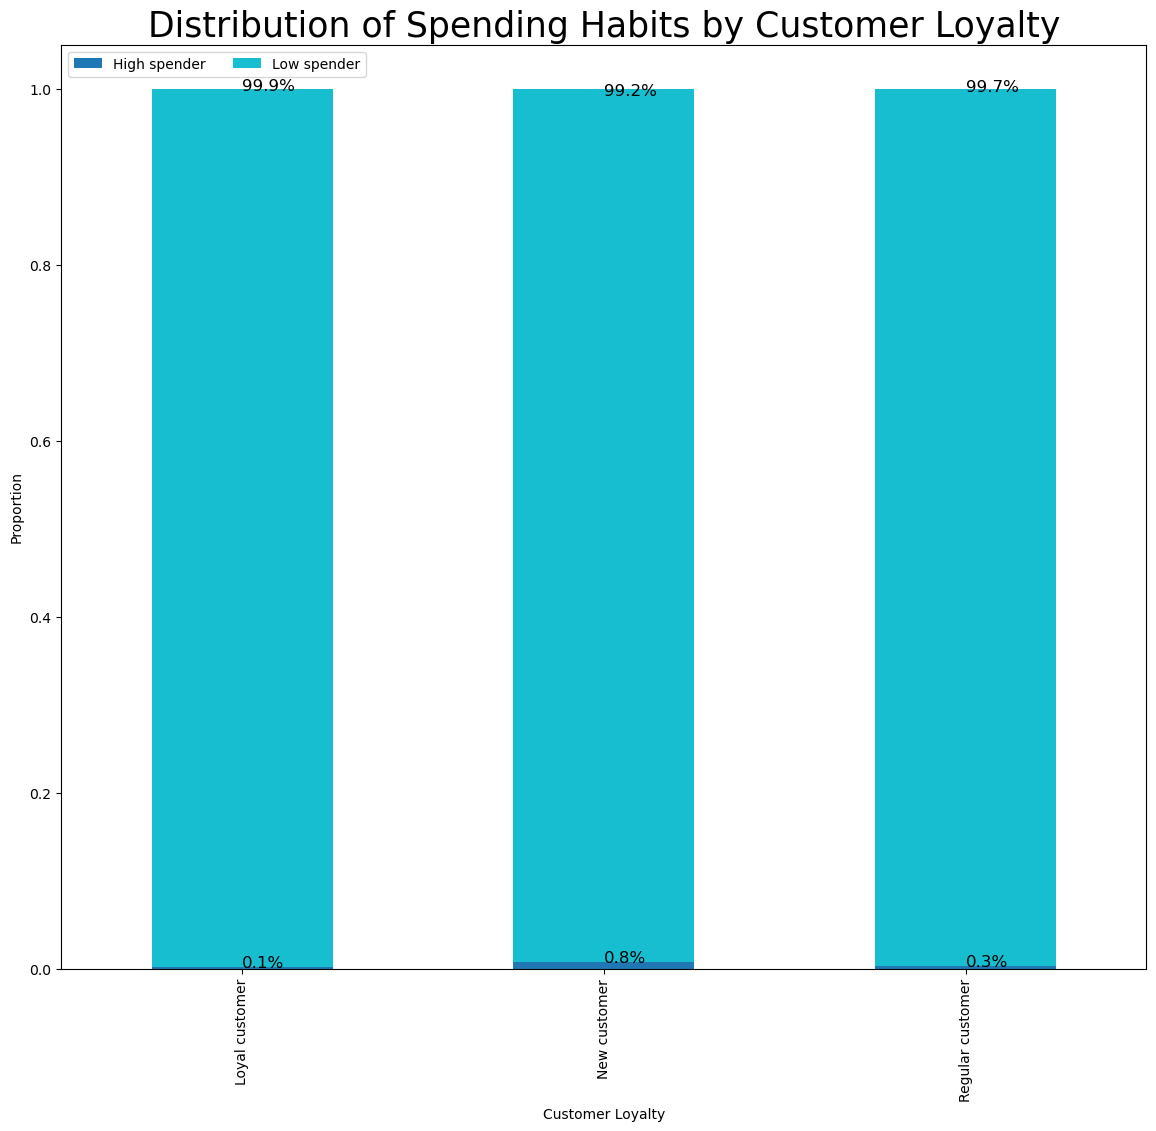 Distribution of Spending Habits by Customer Loyalty
High spender
Low spender
99.9%
99.2%
99.7%
1.0
0.8
0.6
0.4
0.2
0.0
Proportion
0.1%
0.8%
0.3%
Loyal customer
New customer
Regular customer
Customer Loyalty